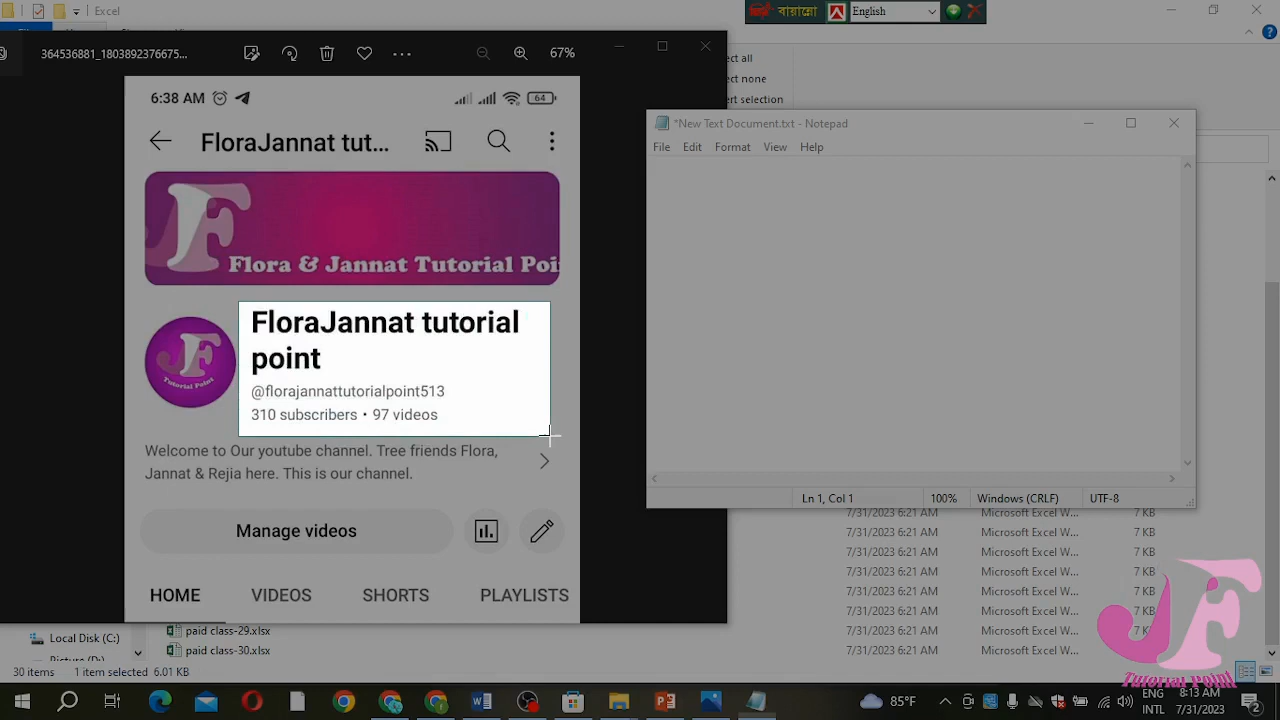 Excel
বায়ান্নো
English
364536881_1803892376675...
67%
ect all
ect none
ert selection
6:38 AM
64
*New Text Document.txt - Notepad
FloraJannat tut...
File Edit Format View Help
Flora & Jannat Tutorial Poi
FloraJannat tutorial
point
Tutorial Point
@florajannattutorialpoint513
310 subscribers • 97 videos
Welcome to Our youtube channel. Tree friends Flora,
Jannat & Rejia here. This is our channel.
Ln 1, Col 1 100% Windows (CRLF) UTF-8
7/31/2023 6:21 AM Microsoft Excel W... 7 KB
Manage videos
7/31/2023 6:21 AM Microsoft Excel W... 7 KB
7/31/2023 6:21 AM Microsoft Excel W... 7 KB
7/31/2023 6:21 AM Microsoft Excel W... 7 KB
HOME VIDEOS SHORTS PLAYLISTS
7/31/2023 6:21 AM Microsoft Excel W... 7 KB
7/31/2023 6:21 AM Microsoft Excel W... 7 KB
Local Disk (C:) paid class-29.xlsx 7/31/2023 6:21 AM Microsoft Excel W... 7 KB
paid class-30.xlsx 7/31/2023 6:21 AM Microsoft Excel W... 7 KB
30 items 1 item selected 6.01 KB
JF
Tutorial Point
85°F
ENG
INTL
8:13 AM
7/31/2023
2